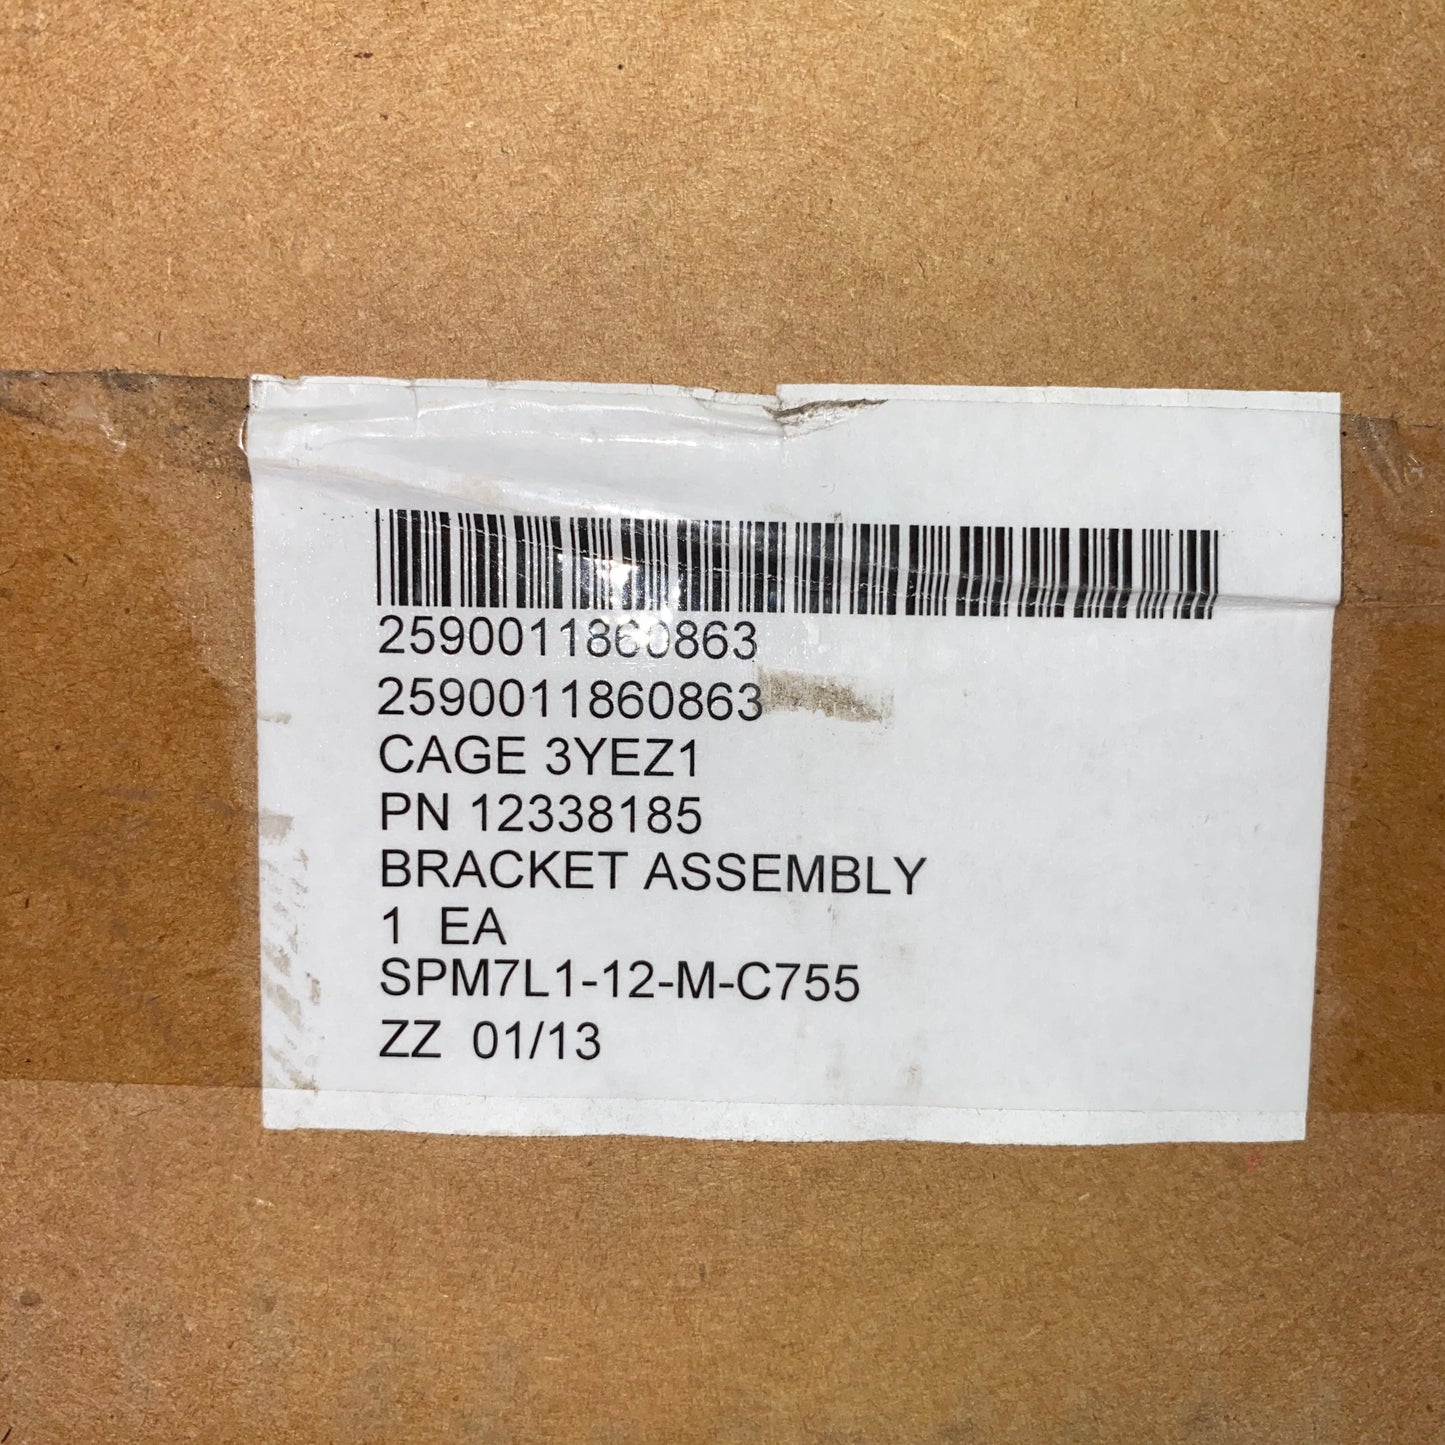 2590011860863
2590011860863
CAGE 3YEZ1
PN 12338185
BRACKET ASSEMBLY
1 EA
SPM7L1-12-M-C755
ZZ 01/13